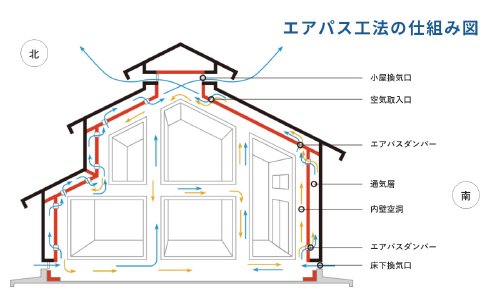 エアパス工法の仕組み図
北
小屋換気口
空気取入口
エアパスダンパー
通気層
内壁空洞
南
エアパスダンパー
床下換気口